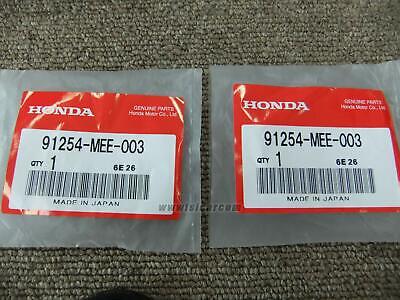 HONDA
GENUINE PARTS
Honda Motor Co., Ltd
91254-MEE-003
QTY 1
6E 26
MADE IN JAPAN
HONDA
GENUINE PARTS
Honda Motor Co., Ltd
91254-MEE-003
QTY 1
6E 26
MADE IN JAPAN